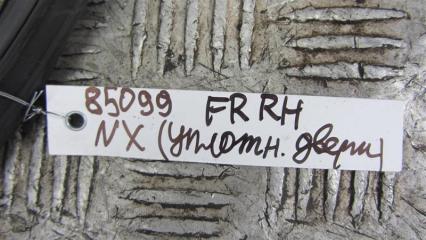 85099 FR RH
NX (уплотн. двери)